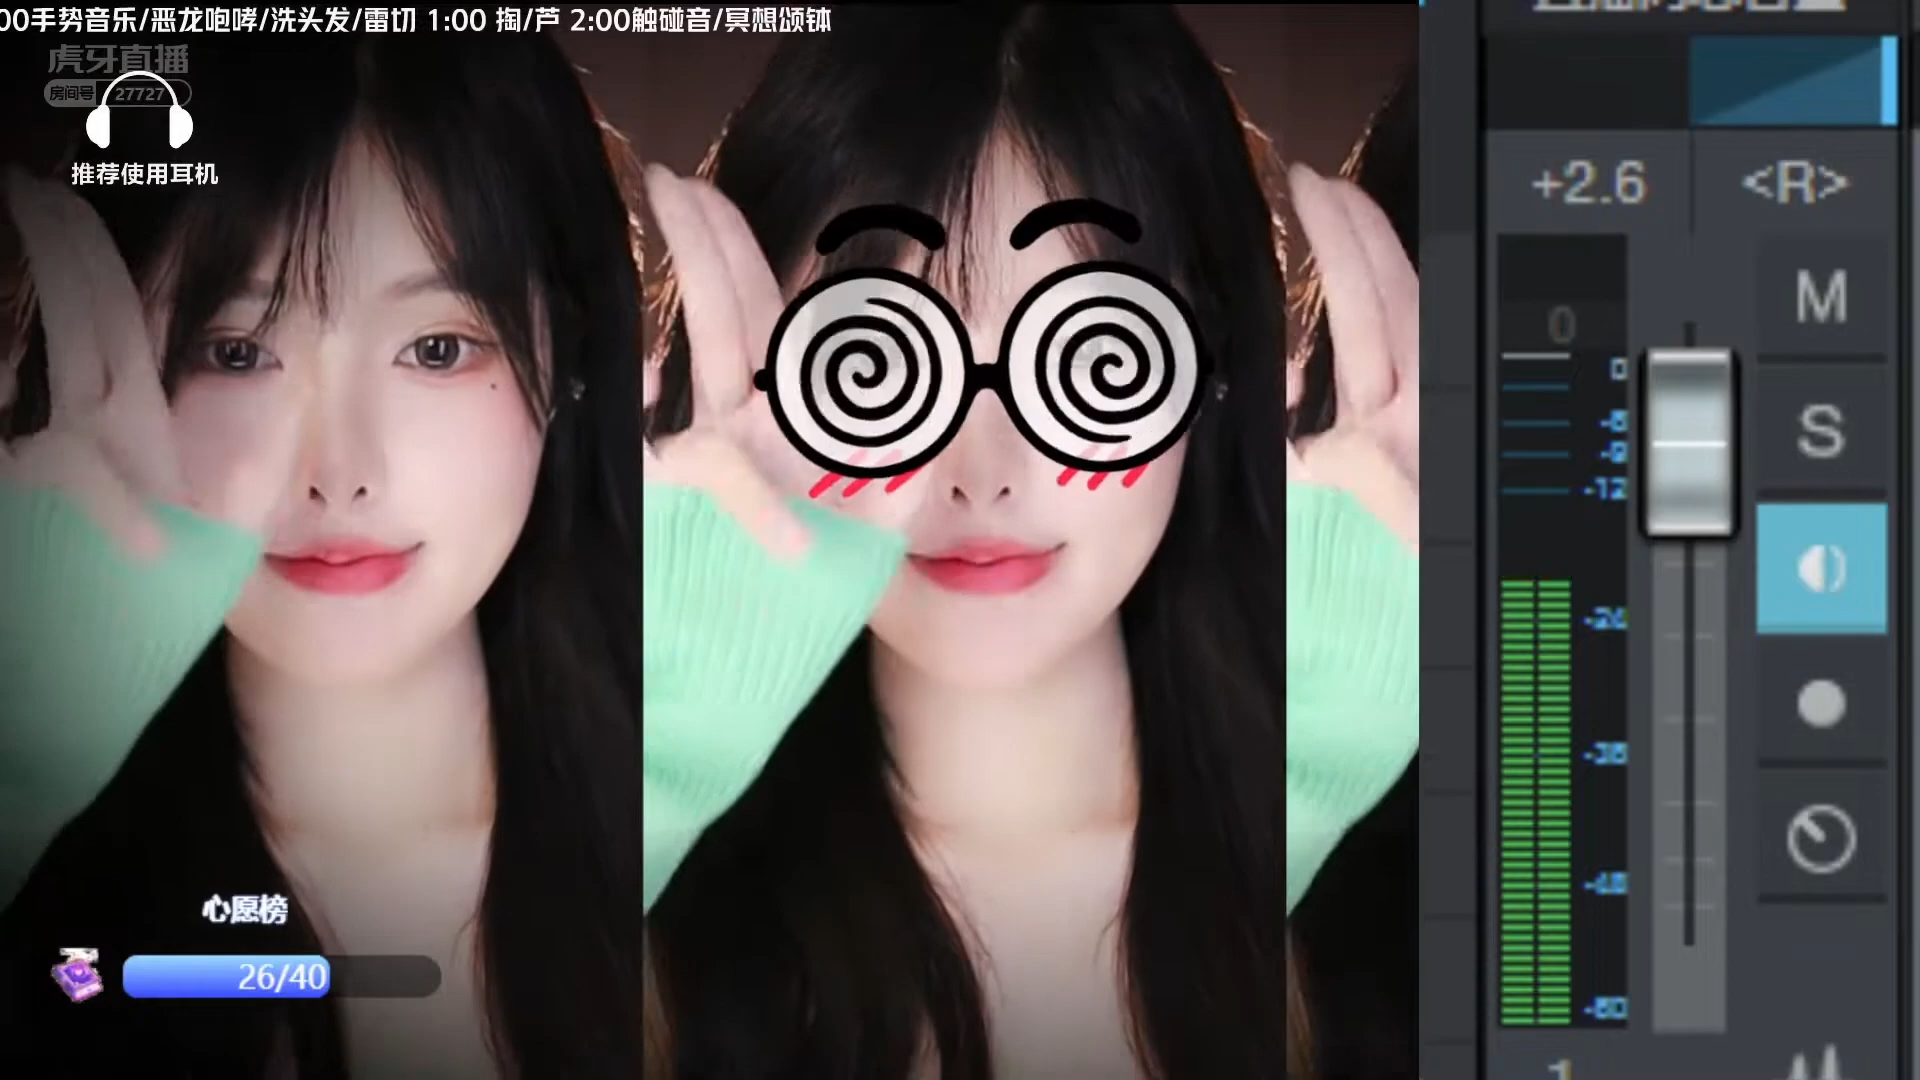 00手势音乐/恶龙咆哮/洗头发/雷切 1:00 掏/芦 2:00触碰音/冥想颂钵
虎牙直播
房间号 27727
推荐使用耳机
心愿榜
26/40
+2.6 <R>
M
0
0
S
-6
-9
-12
-24
-36
-48
-60
1